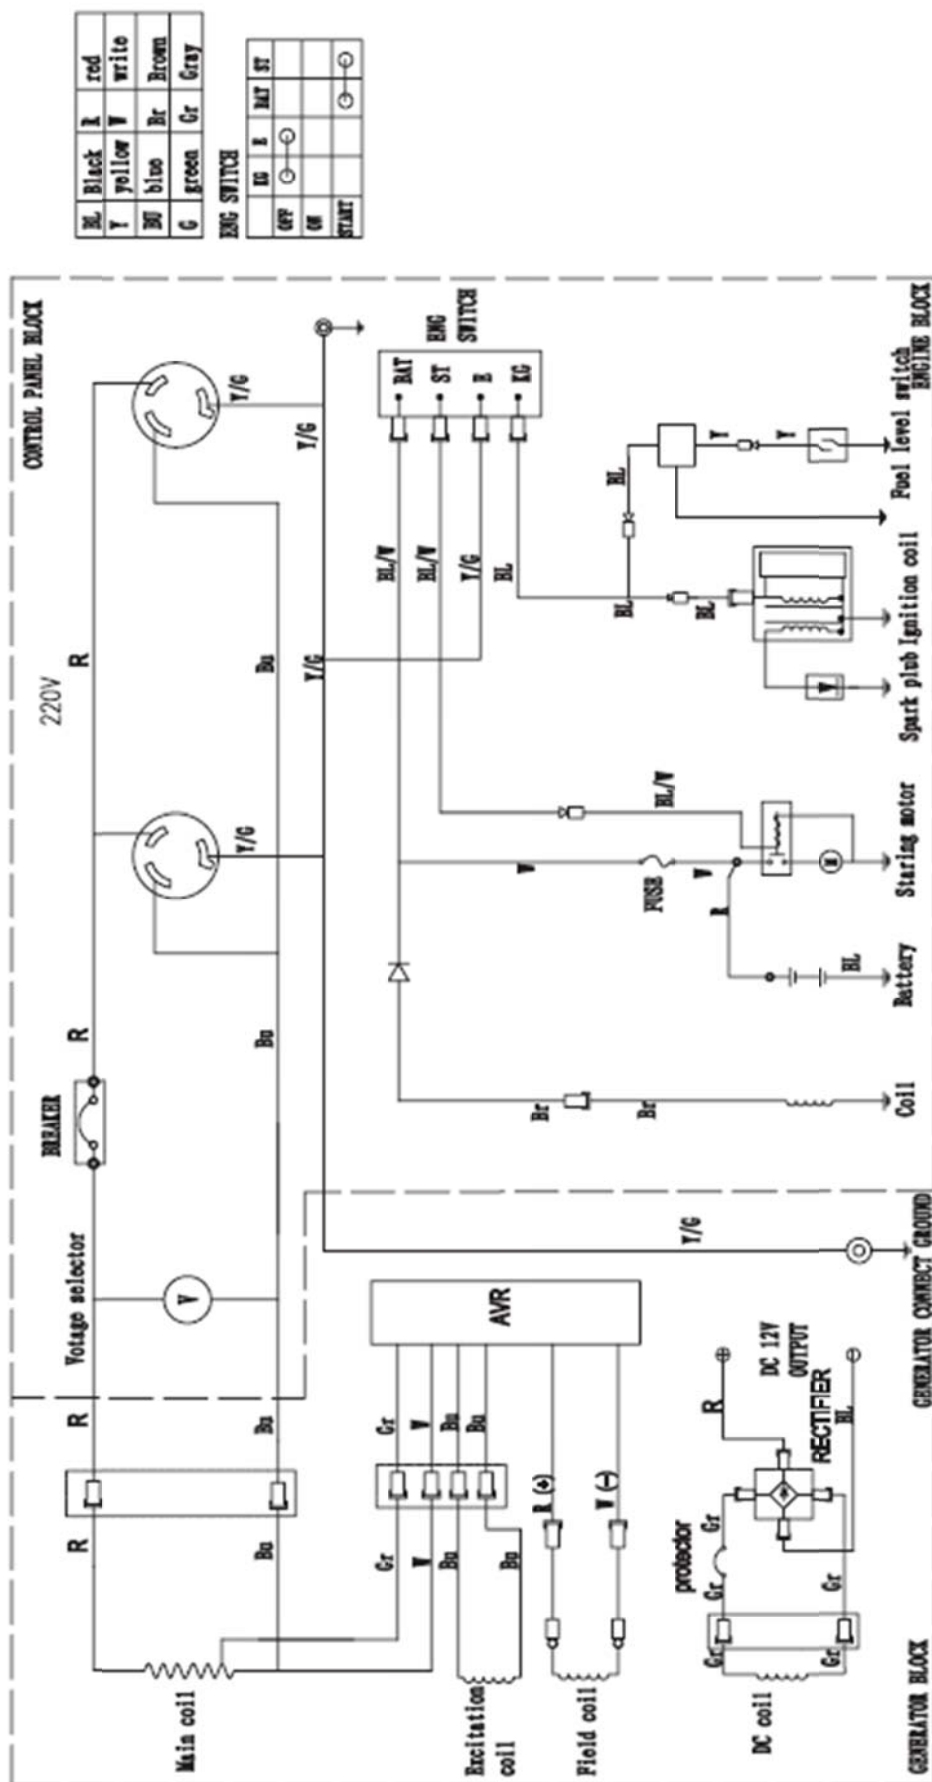 BL Black R red
Y yellow W write
BU blue Br Brown
G green Gr Gray
ENG SWITCH
KG E BAT ST
OFF
ON
START
CONTROL PANEL BLOCK
220V
R
R
BREAKER
Votage selector
V
R
R
Bu
Bu
Bu
Bu
Y/G
Y/G
Y/G
Y/G
Y/G
ENG
SWITCH
BAT
ST
E
KG
BL/W
BL/W
Y/G
BL
BL
BL
BL
Y
Y
BL/W
W
FUSE
W
R
M
BL
Br
Br
Fuel level switch
ENGINE BLOCK
Ignition coil
Spark plub
Staring motor
Battery
Coil
GENERATOR CONNECT GROUND
AVR
Gr
W
Bu
Bu
Gr
W
Bu
Bu
R (+)
W (−)
Main coil
Excitation
coil
Field coil
DC coil
protector
Gr
Gr
Gr
Gr
Gr
R
BL
RECTIFIER
DC 12V
OUTPUT
GENERATOR BLOCK